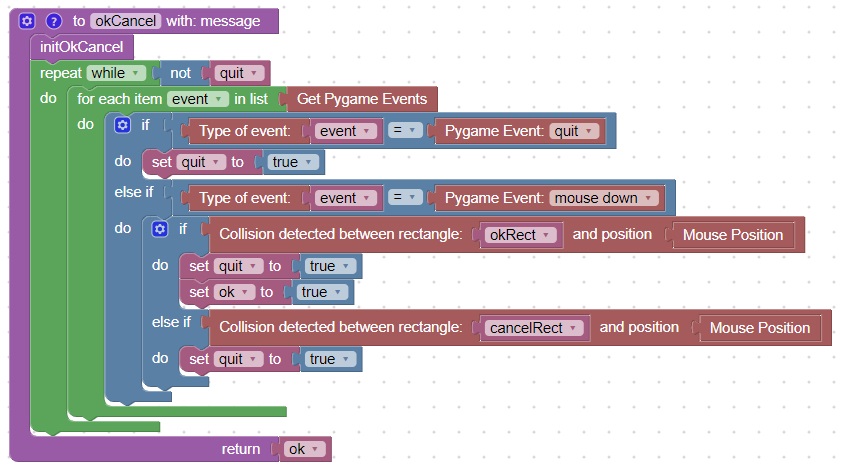 ? to okCancel with: message
initOkCancel
repeat while not quit
do for each item event in list Get Pygame Events
do if Type of event: event = Pygame Event: quit
do set quit to true
else if Type of event: event = Pygame Event: mouse down
do if Collision detected between rectangle: okRect and position Mouse Position
do set quit to true
set ok to true
else if Collision detected between rectangle: cancelRect and position Mouse Position
do set quit to true
return ok